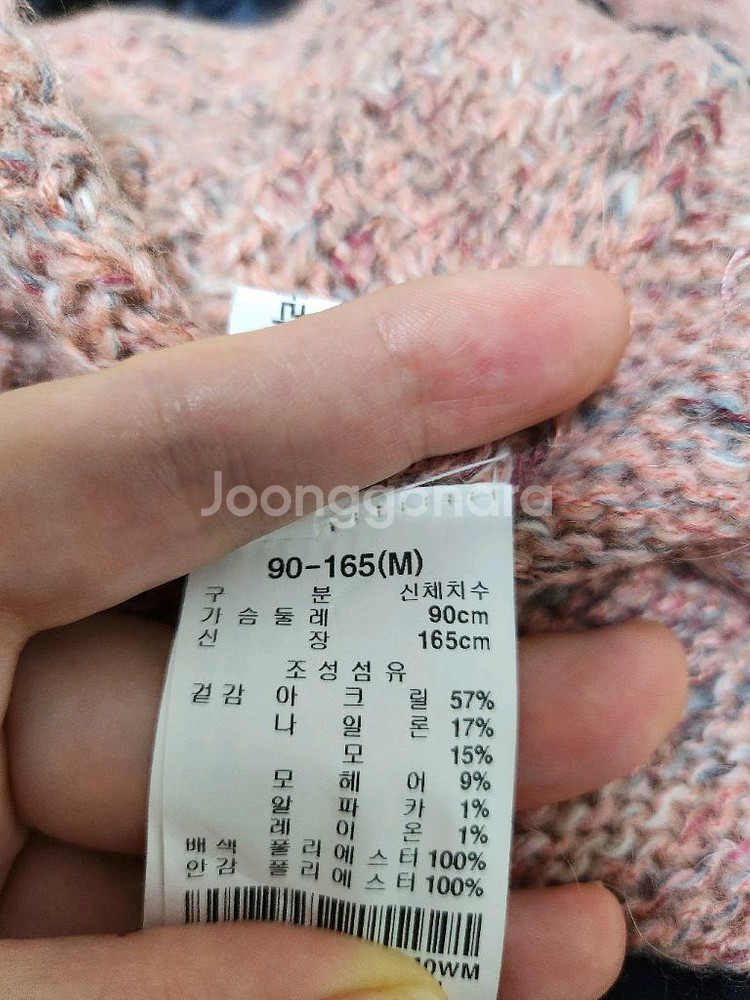 Joonggonara
90-165(M)
구 분 신체치수
가 슴 둘 레 90cm
신 장 165cm
조 성 섬 유
겉 감 아 크 릴 57%
나 일 론 17%
모 15%
모 헤 어 9%
알 파 카 1%
레 이 온 1%
배 색 폴 리 에 스 터 100%
안 감 폴 리 에 스 터 100%
10WM